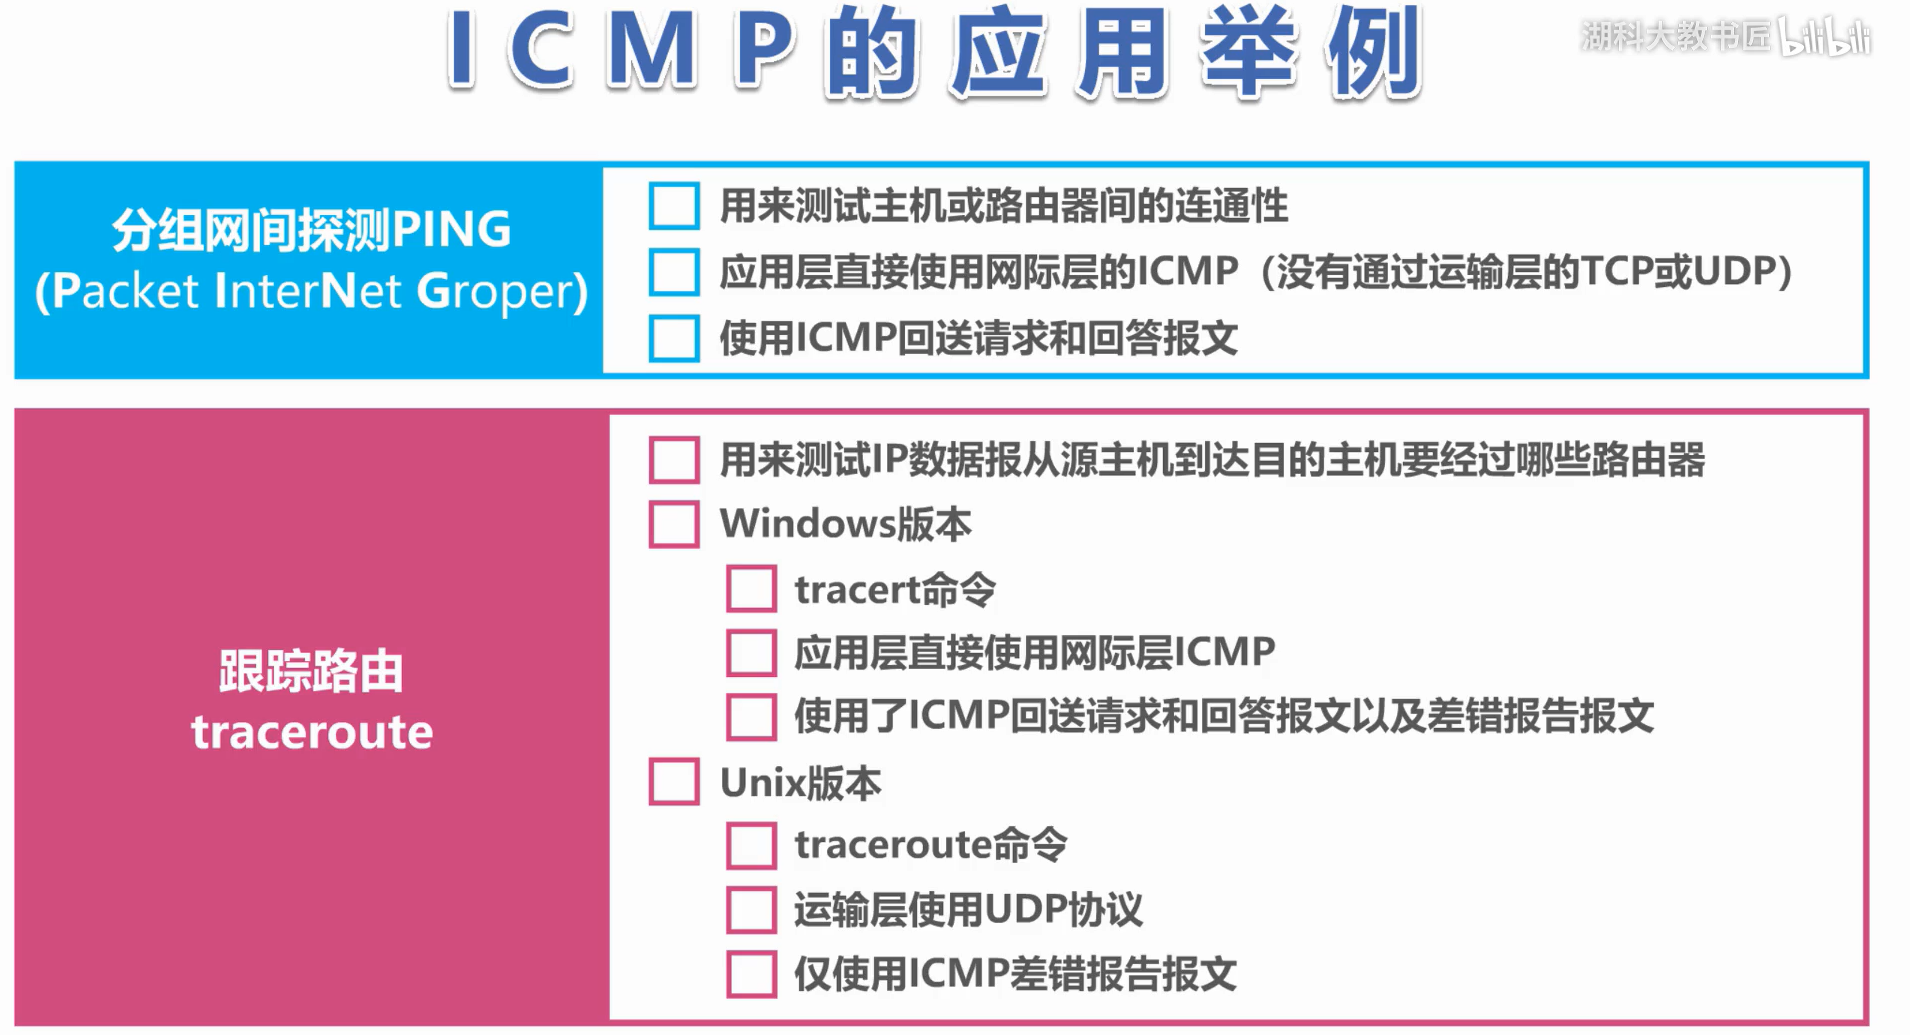 ICMP的应用举例
湖科大教书匠 bilibili
分组网间探测PING
(Packet InterNet Groper)
用来测试主机或路由器间的连通性
应用层直接使用网际层的ICMP（没有通过运输层的TCP或UDP）
使用ICMP回送请求和回答报文
跟踪路由
traceroute
用来测试IP数据报从源主机到达目的主机要经过哪些路由器
Windows版本
tracert命令
应用层直接使用网际层ICMP
使用了ICMP回送请求和回答报文以及差错报告报文
Unix版本
traceroute命令
运输层使用UDP协议
仅使用ICMP差错报告报文